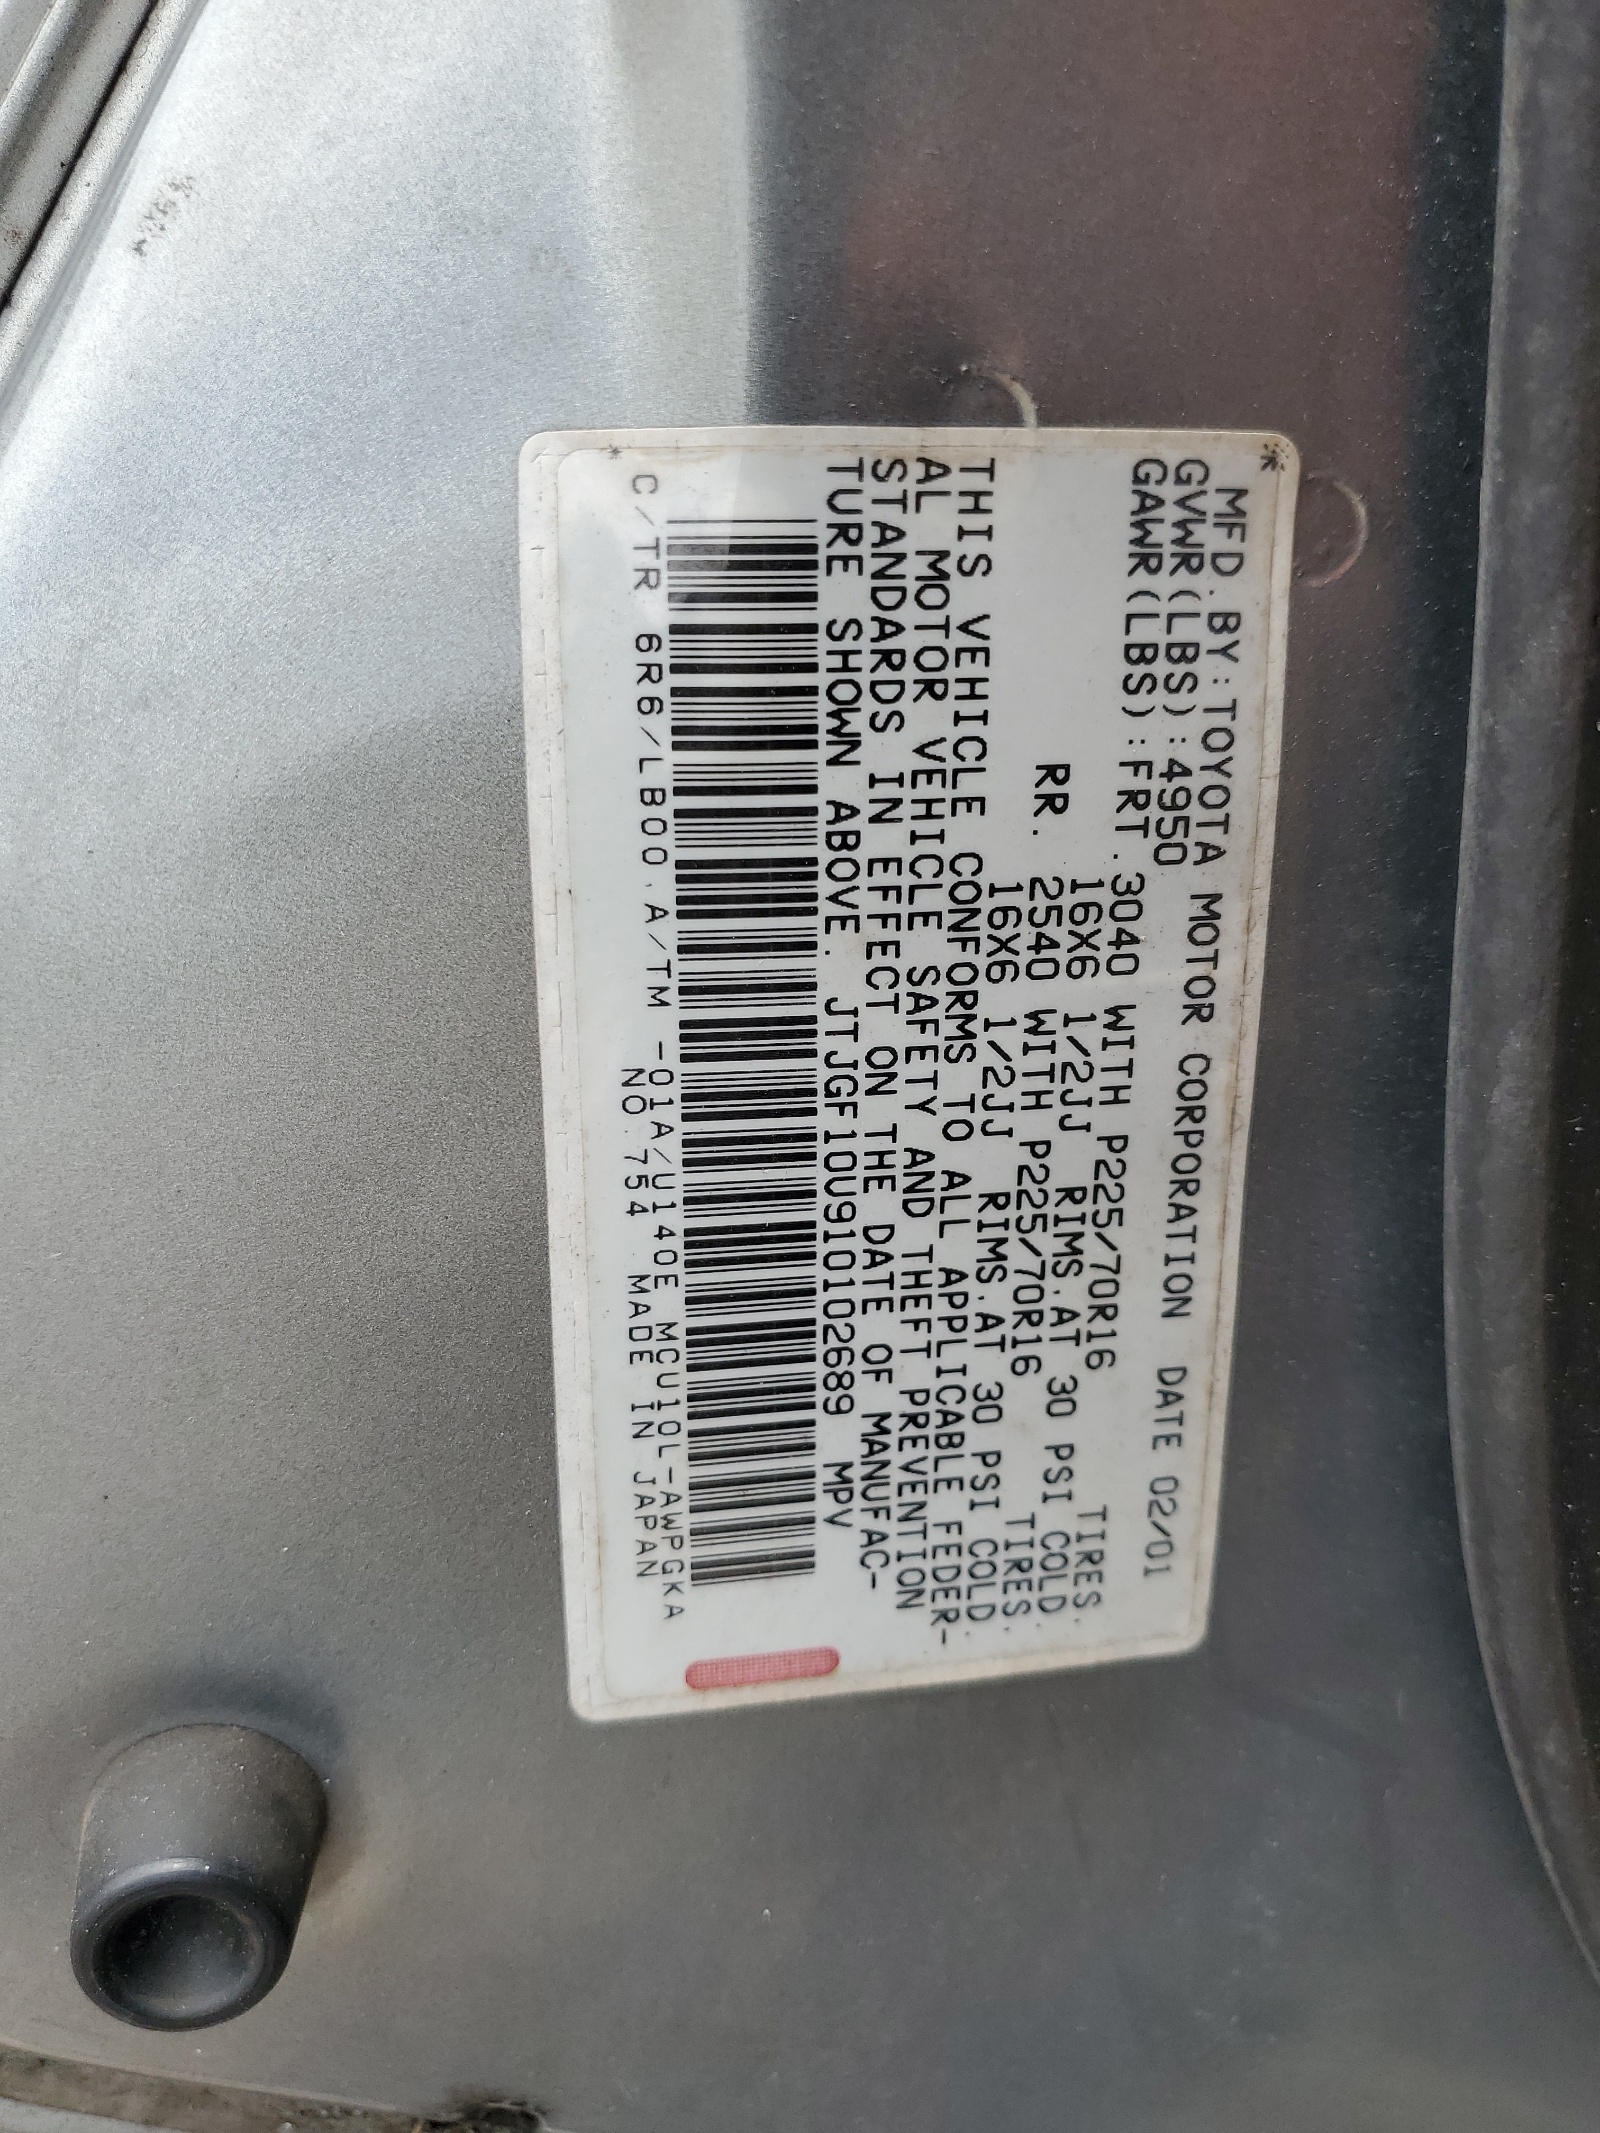 MFD.BY:TOYOTA MOTOR CORPORATION DATE 02/01
GVWR(LBS):4950
GAWR(LBS):FRT.3040 WITH P225/70R16 TIRES.
16X6 1/2JJ RIMS.AT 30 PSI COLD.
RR. 2540 WITH P225/70R16 TIRES.
16X6 1/2JJ RIMS.AT 30 PSI COLD.
THIS VEHICLE CONFORMS TO ALL APPLICABLE FEDER-
AL MOTOR VEHICLE SAFETY AND THEFT PREVENTION
STANDARDS IN EFFECT ON THE DATE OF MANUFAC-
TURE SHOWN ABOVE. JTJGF10U910102689 MPV
C/TR 6R6/LB00.A/TM -01A/U140E MCU10L-AWPGKA
NO.754 MADE IN JAPAN